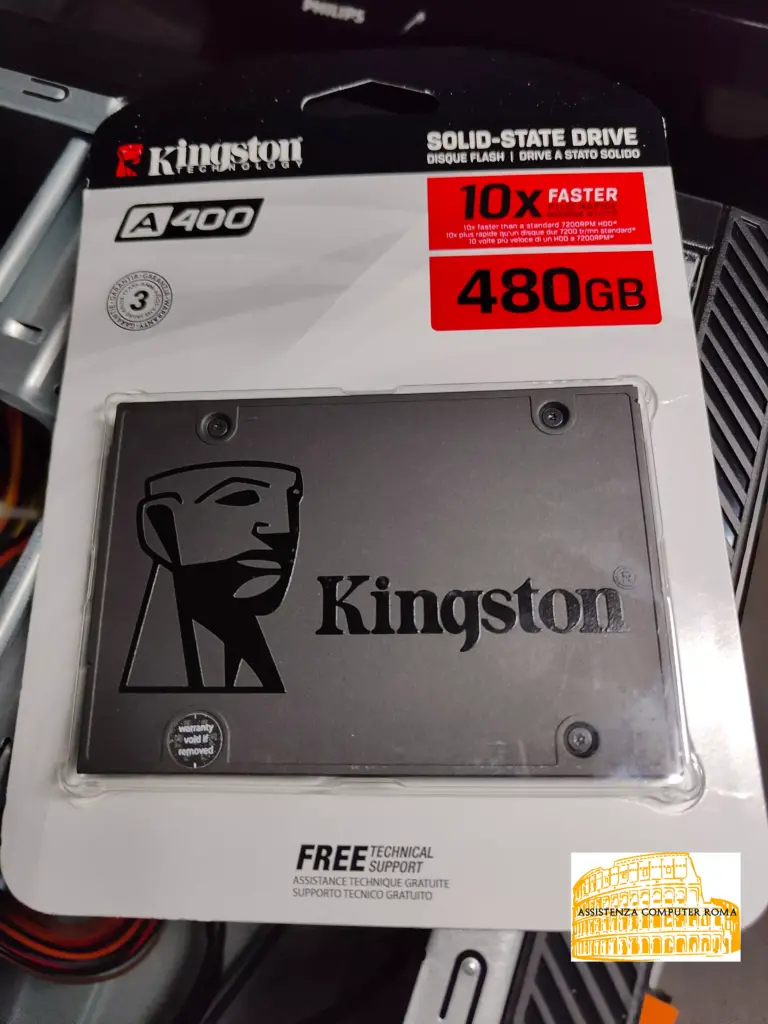 PHILIPS
Kingston
TECHNOLOGY
SOLID-STATE DRIVE
DISQUE FLASH | DRIVE A STATO SOLIDO
A400
10x FASTER
10x faster than a standard 7200RPM HDD*
10x plus rapide qu'un disque dur 7200 tr/mn standard*
10 volte più veloce di un HDD a 7200RPM*
3
480GB
Kingston®
warranty
void if
removed
FREE TECHNICAL
SUPPORT
ASSISTANCE TECHNIQUE GRATUITE
SUPPORTO TECNICO GRATUITO
ASSISTENZA COMPUTER ROMA